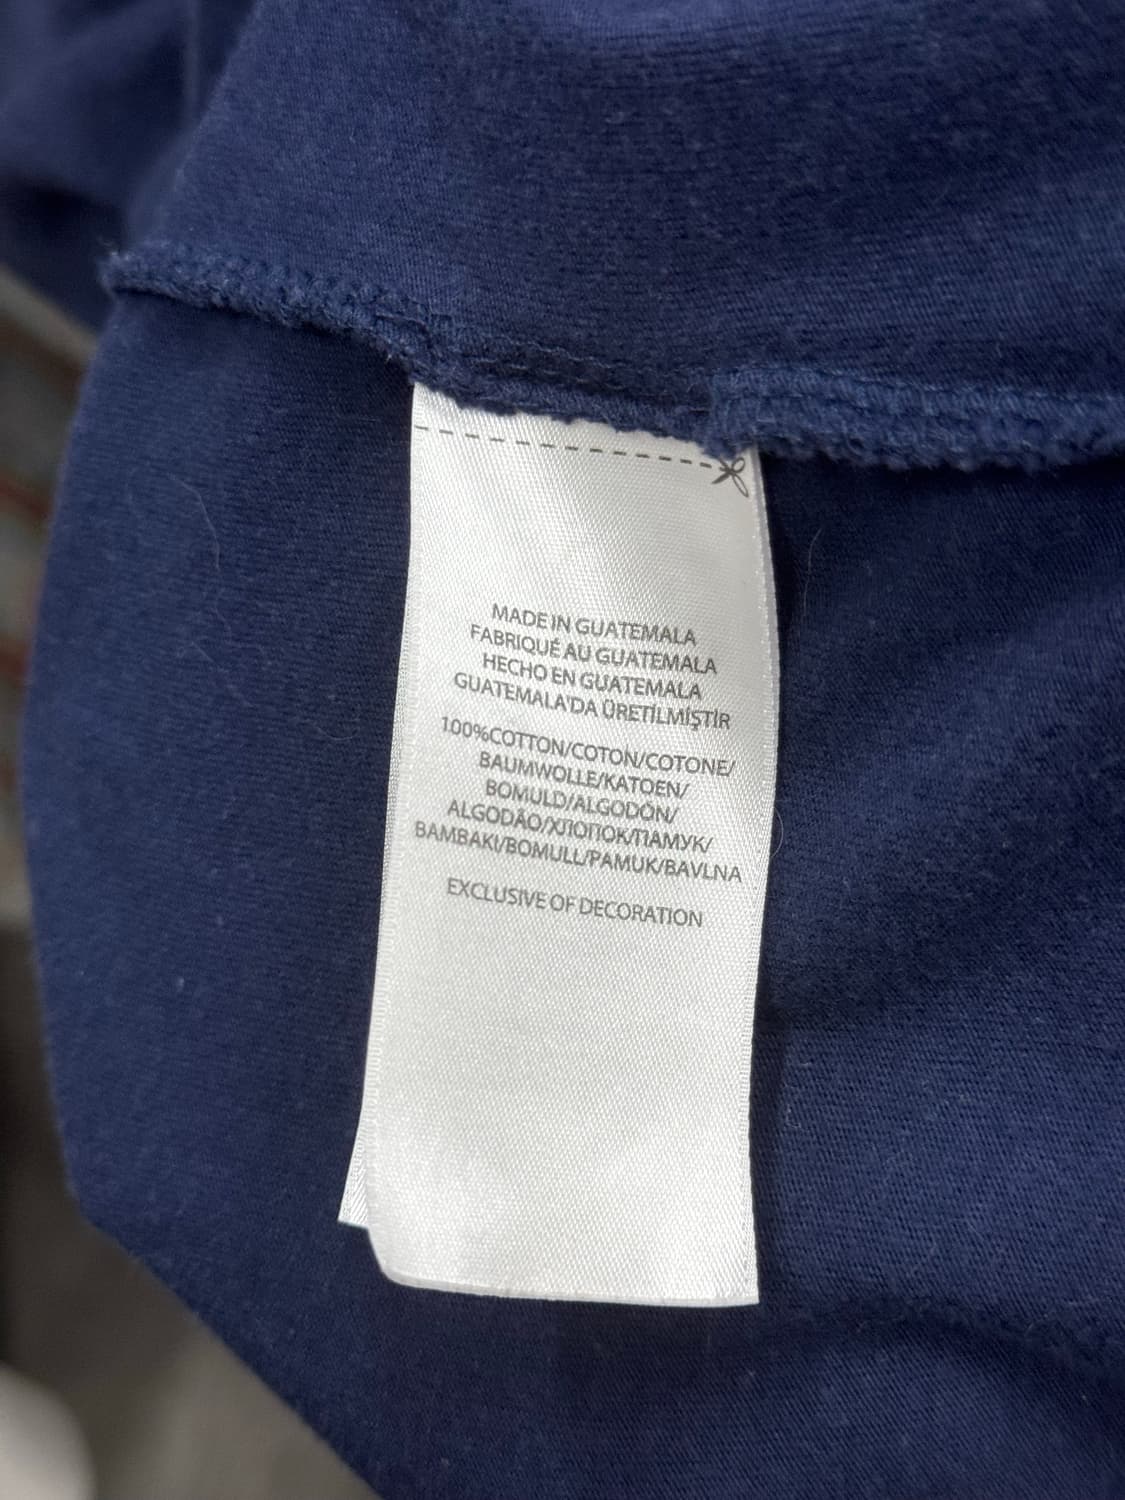 MADE IN GUATEMALA
FABRIQUÉ AU GUATEMALA
HECHO EN GUATEMALA
GUATEMALA'DA ÜRETİLMİŞTİR
100%COTTON/COTON/COTONE/
BAUMWOLLE/KATOEN/
BOMULD/ALGODÓN/
ALGODÃO/ХЛОПОК/ПАМУК/
BAMBAKI/BOMULL/PAMUK/BAVLNA
EXCLUSIVE OF DECORATION